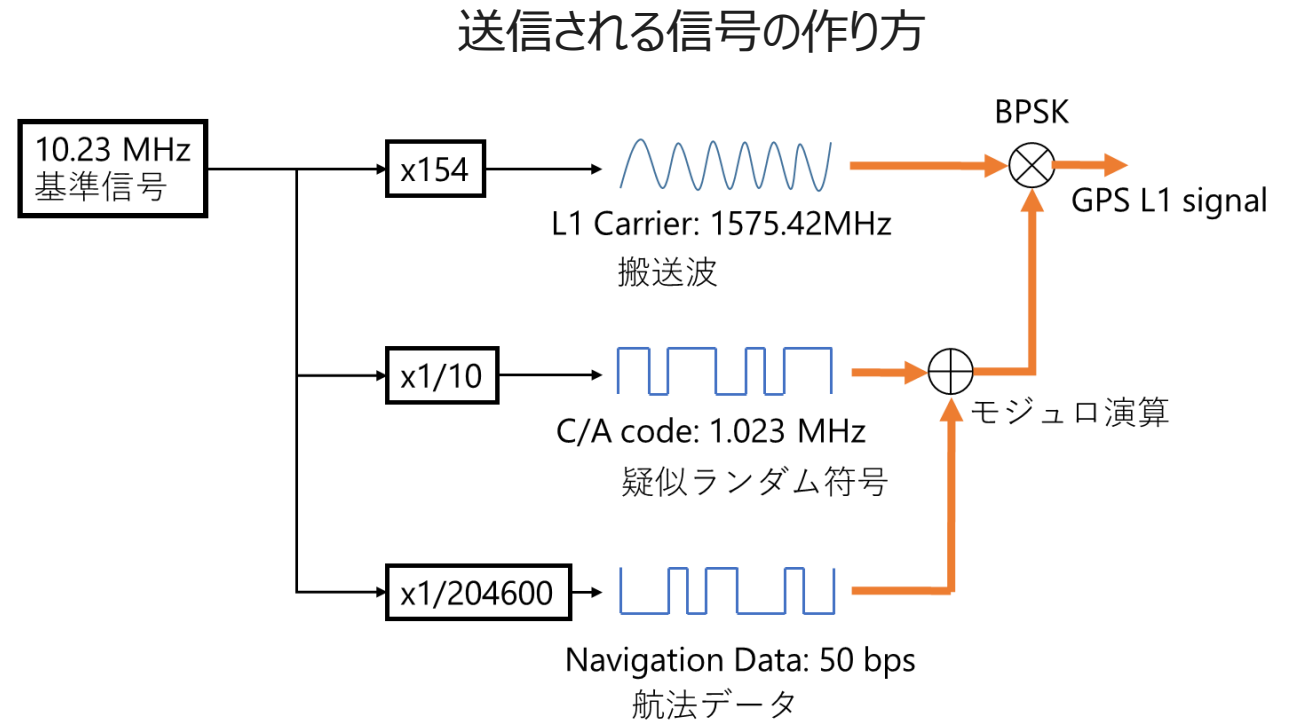 送信される信号の作り方
BPSK
10.23 MHz
基準信号
x154
GPS L1 signal
L1 Carrier: 1575.42MHz
搬送波
x1/10
モジュロ演算
C/A code: 1.023 MHz
疑似ランダム符号
x1/204600
Navigation Data: 50 bps
航法データ